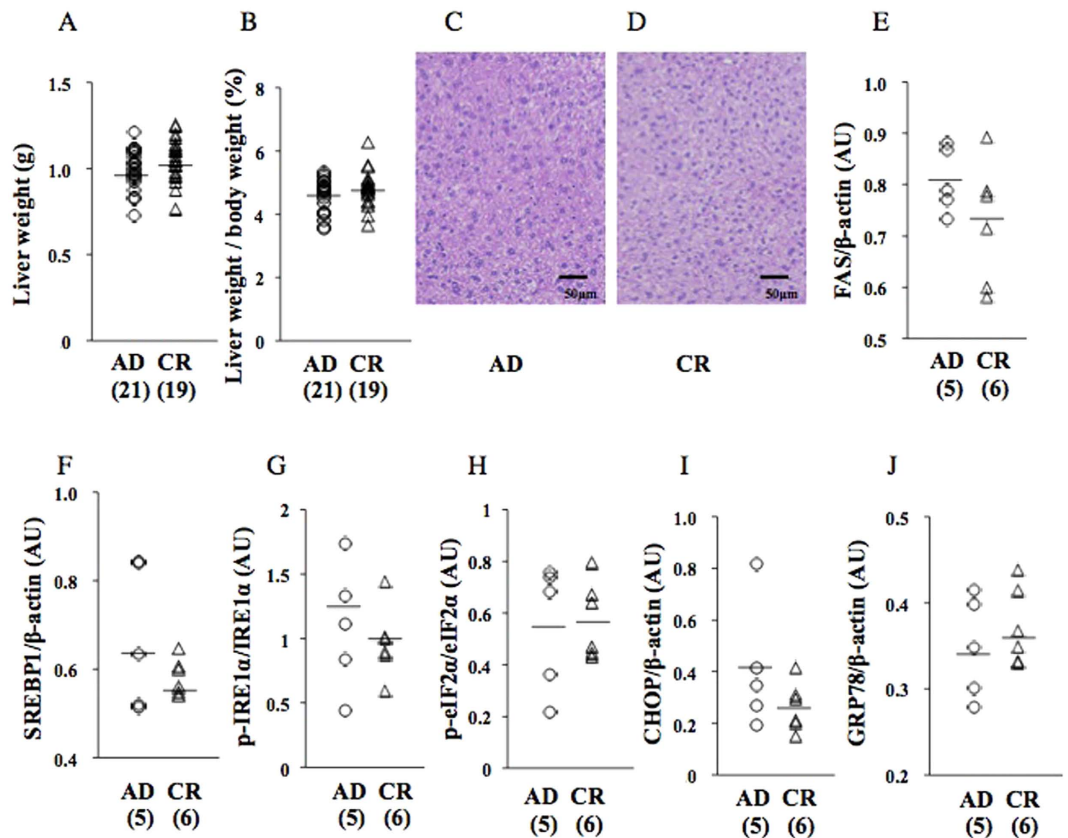 A
B
C
D
E
Liver weight (g)
1.5
1.0
0.5
0
AD CR
(21) (19)
Liver weight / body weight (%)
8
6
4
2
0
AD CR
(21) (19)
50μm
AD
50μm
CR
FAS/β-actin (AU)
1.0
0.9
0.8
0.7
0.6
0.5
AD CR
(5) (6)
F
G
H
I
J
SREBP1/β-actin (AU)
1.0
0.8
0.6
0.4
AD CR
(5) (6)
p-IRE1α/IRE1α (AU)
2
1.5
1
0.5
0
AD CR
(5) (6)
p-eIF2α/eIF2α (AU)
1
0.8
0.6
0.4
0.2
0
AD CR
(5) (6)
CHOP/β-actin (AU)
1.0
0.8
0.6
0.4
0.2
0
AD CR
(5) (6)
GRP78/β-actin (AU)
0.5
0.4
0.3
0.2
AD CR
(5) (6)